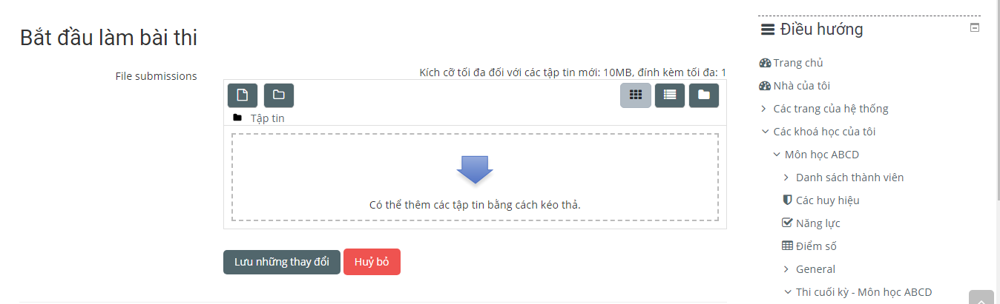 Bắt đầu làm bài thi
File submissions
Kích cỡ tối đa đối với các tập tin mới: 10MB, đính kèm tối đa: 1
Tập tin
Có thể thêm các tập tin bằng cách kéo thả.
Lưu những thay đổi
Huỷ bỏ
Điều hướng
Trang chủ
Nhà của tôi
Các trang của hệ thống
Các khoá học của tôi
Môn học ABCD
Danh sách thành viên
Các huy hiệu
Năng lực
Điểm số
General
Thi cuối kỳ - Môn học ABCD